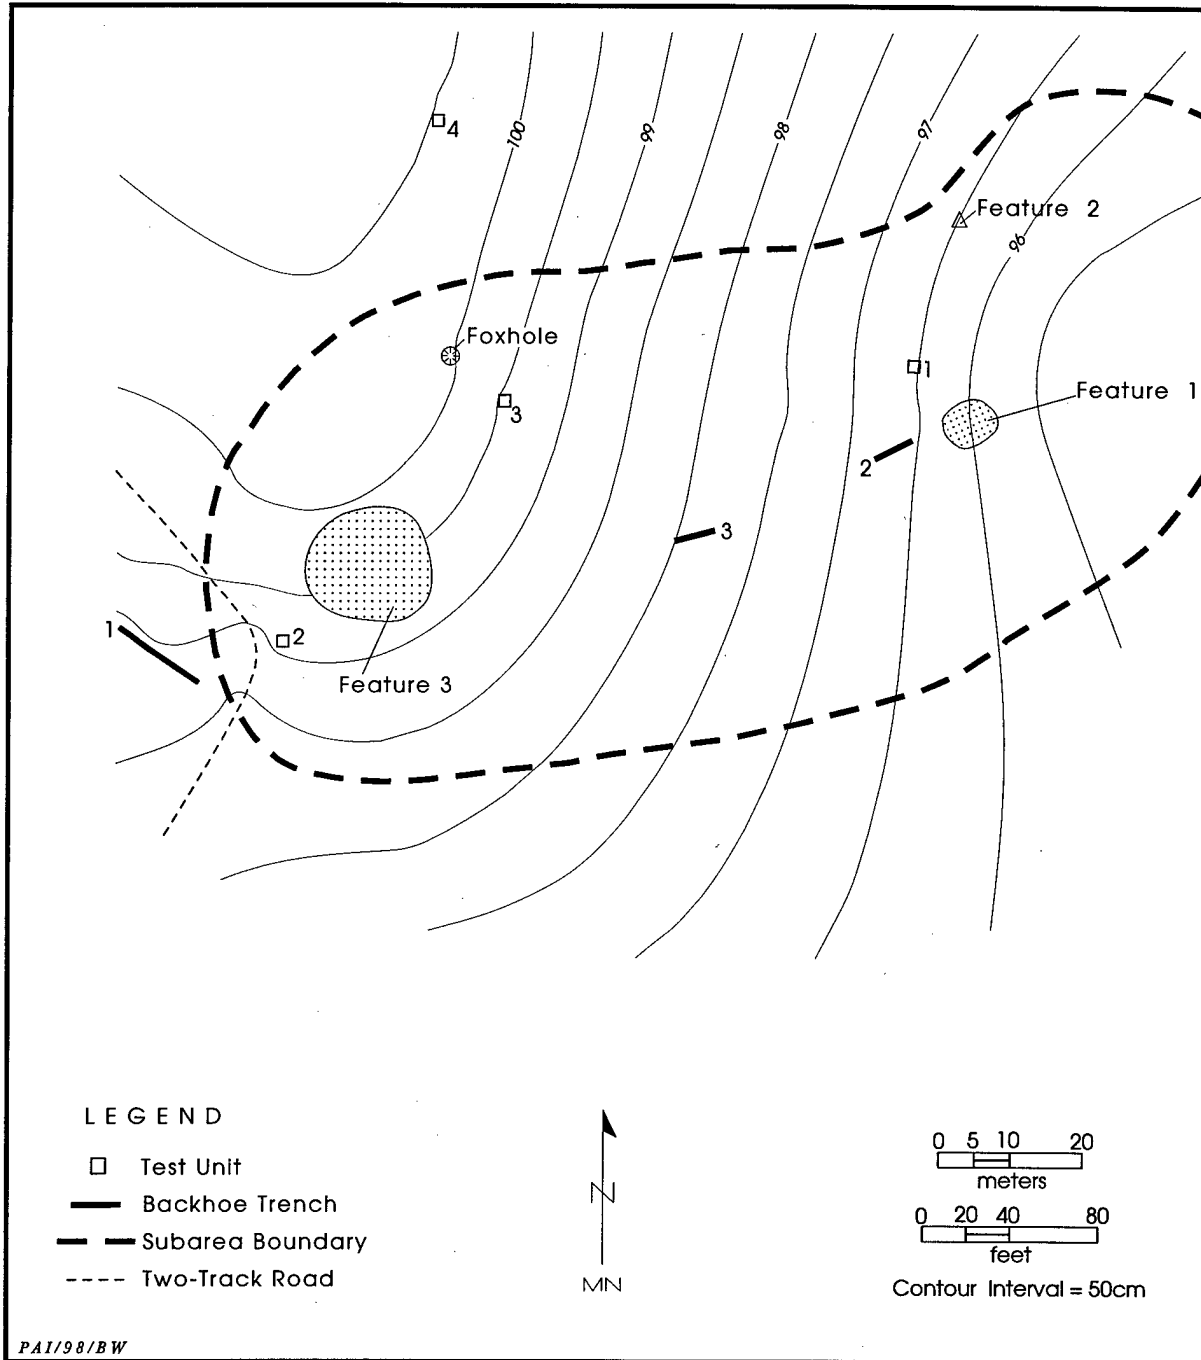 4
100
99
98
97
Feature 2
96
Foxhole
1
3
Feature 1
2
3
1
2
Feature 3
LEGEND
Test Unit
Backhoe Trench
Subarea Boundary
Two-Track Road
N
MN
0 5 10 20
meters
0 20 40 80
feet
Contour Interval = 50cm
PAI/98/BW